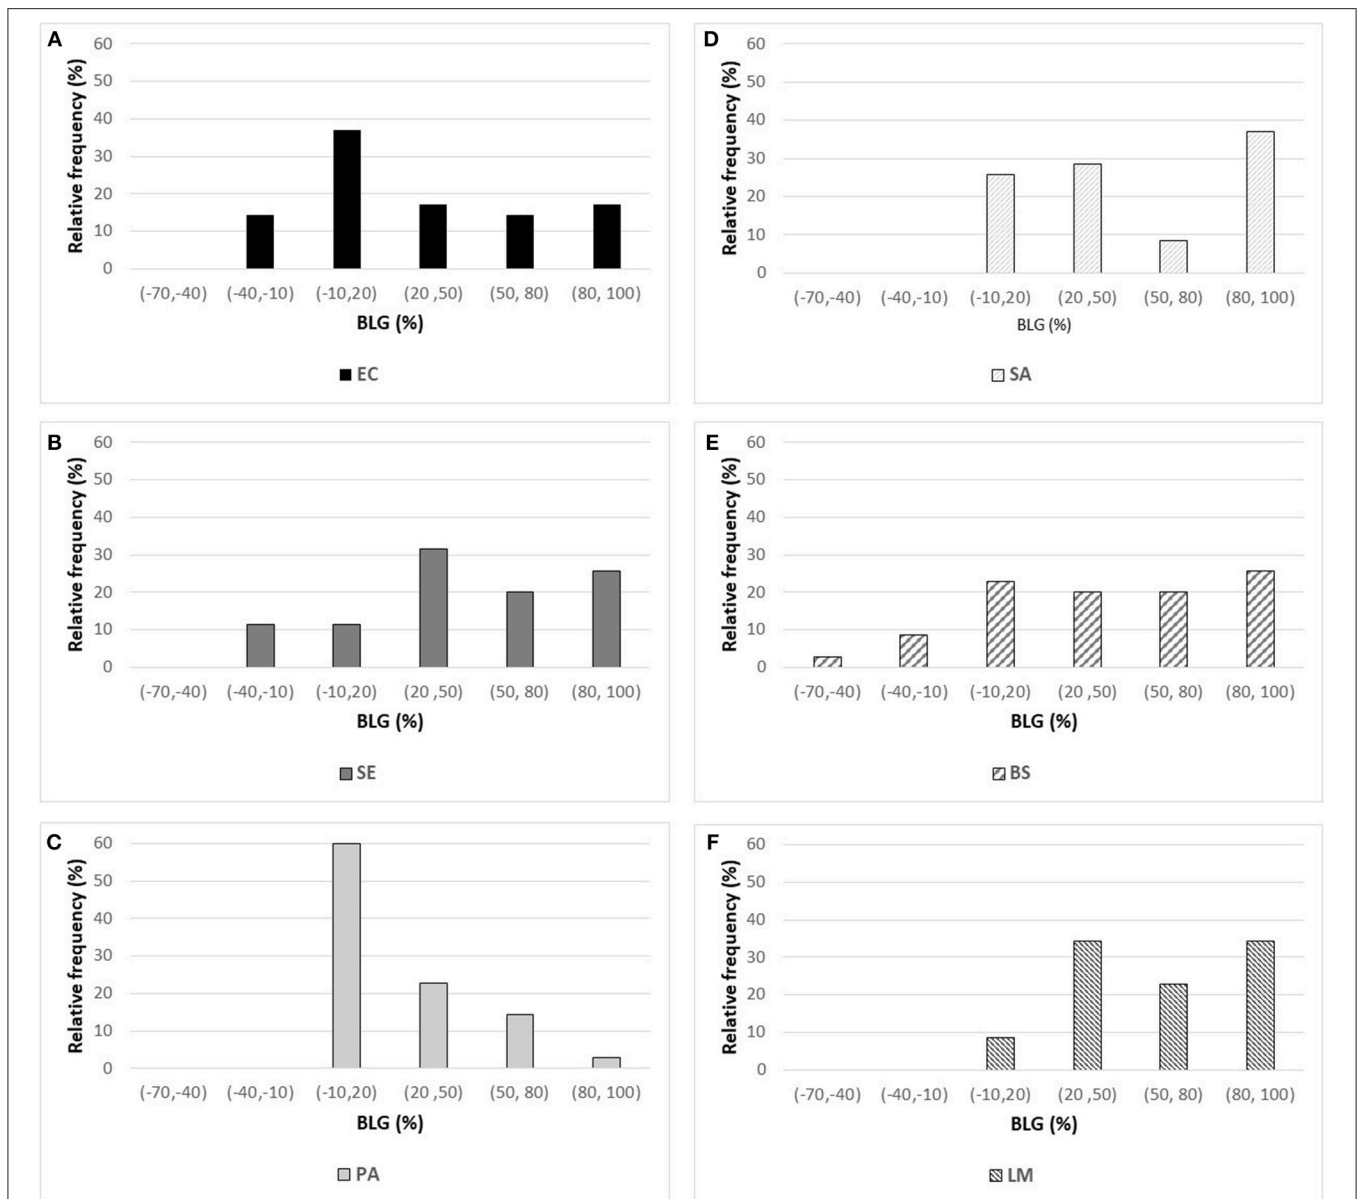 A
Relative frequency (%)
60
50
40
30
20
10
0
(-70,-40) (-40,-10) (-10,20) (20 ,50) (50, 80) (80, 100)
BLG (%)
EC
D
Relative frequency (%)
60
50
40
30
20
10
0
(-70,-40) (-40,-10) (-10,20) (20 ,50) (50, 80) (80, 100)
BLG (%)
SA
B
Relative frequency (%)
60
50
40
30
20
10
0
(-70,-40) (-40,-10) (-10,20) (20 ,50) (50, 80) (80, 100)
BLG (%)
SE
E
Relative frequency (%)
60
50
40
30
20
10
0
(-70,-40) (-40,-10) (-10,20) (20 ,50) (50, 80) (80, 100)
BLG (%)
BS
C
Relative frequency (%)
60
50
40
30
20
10
0
(-70,-40) (-40,-10) (-10,20) (20 ,50) (50, 80) (80, 100)
BLG (%)
PA
F
Relative frequency (%)
60
50
40
30
20
10
0
(-70,-40) (-40,-10) (-10,20) (20 ,50) (50, 80) (80, 100)
BLG (%)
LM